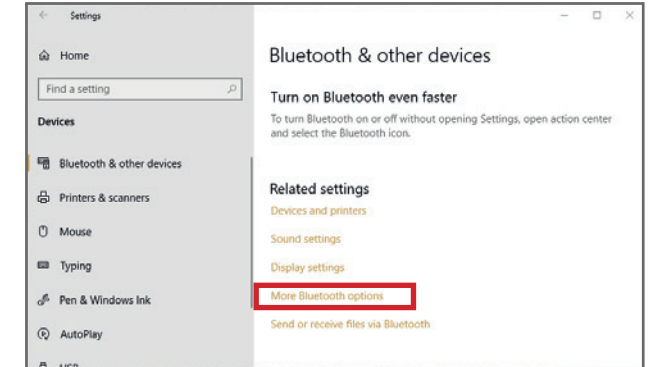 Settings
Home
Find a setting
Devices
Bluetooth & other devices
Printers & scanners
Mouse
Typing
Pen & Windows Ink
AutoPlay
USB
Bluetooth & other devices
Turn on Bluetooth even faster
To turn Bluetooth on or off without opening Settings, open action center
and select the Bluetooth icon.
Related settings
Devices and printers
Sound settings
Display settings
More Bluetooth options
Send or receive files via Bluetooth